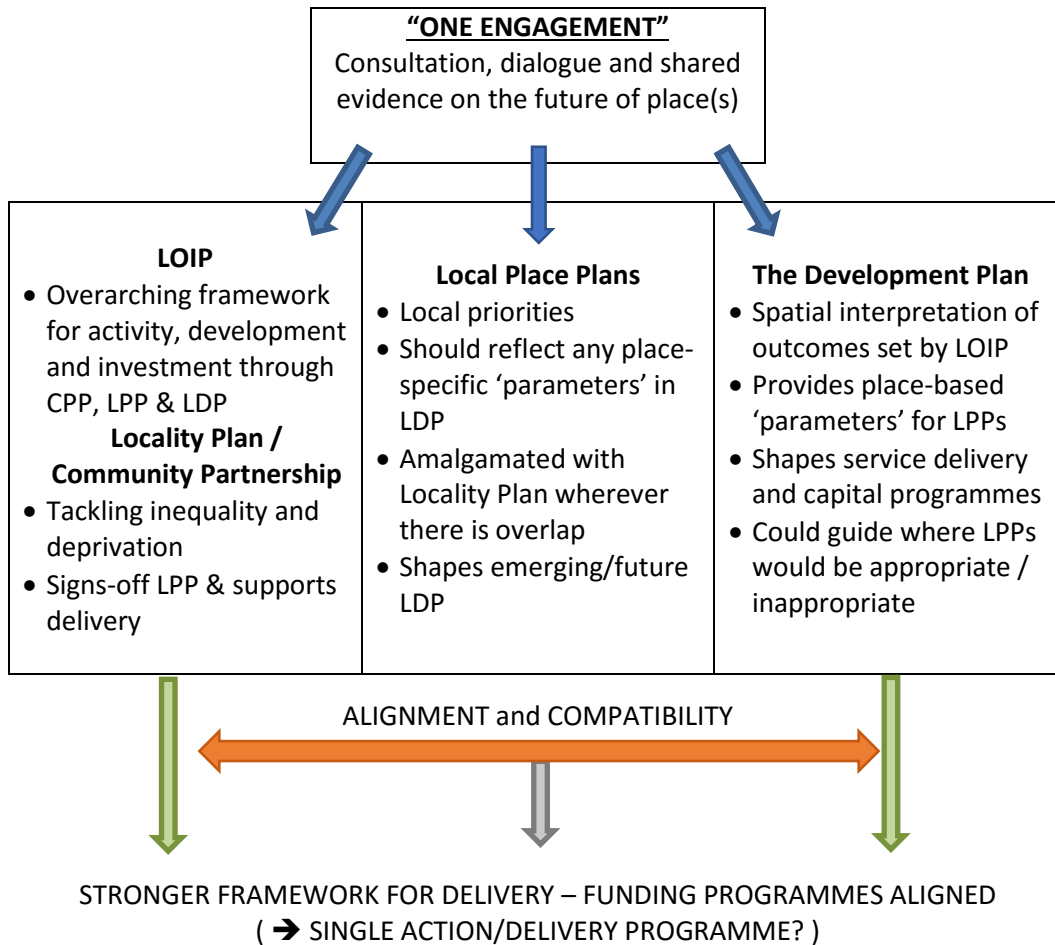 “ONE ENGAGEMENT”
Consultation, dialogue and shared
evidence on the future of place(s)
LOIP
• Overarching framework
for activity, development
and investment through
CPP, LPP & LDP
Locality Plan /
Community Partnership
• Tackling inequality and
deprivation
• Signs-off LPP & supports
delivery
Local Place Plans
• Local priorities
• Should reflect any place-
specific ‘parameters’ in
LDP
• Amalgamated with
Locality Plan wherever
there is overlap
• Shapes emerging/future
LDP
The Development Plan
• Spatial interpretation of
outcomes set by LOIP
• Provides place-based
‘parameters’ for LPPs
• Shapes service delivery
and capital programmes
• Could guide where LPPs
would be appropriate /
inappropriate
ALIGNMENT and COMPATIBILITY
STRONGER FRAMEWORK FOR DELIVERY – FUNDING PROGRAMMES ALIGNED
( ➔ SINGLE ACTION/DELIVERY PROGRAMME? )